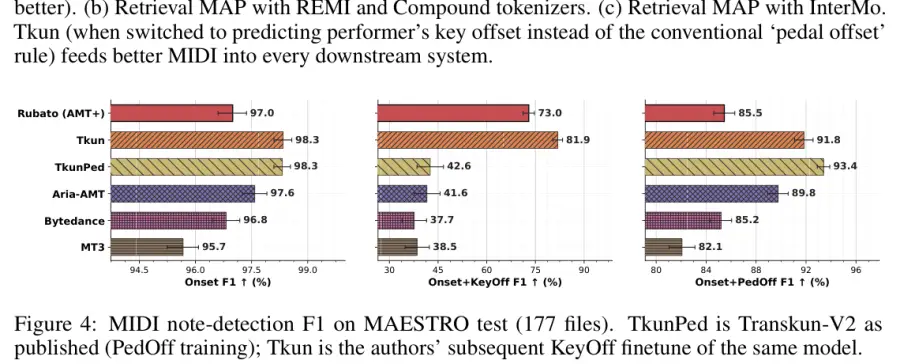 better). (b) Retrieval MAP with REMI and Compound tokenizers. (c) Retrieval MAP with InterMo.
Tkun (when switched to predicting performer's key offset instead of the conventional 'pedal offset'
rule) feeds better MIDI into every downstream system.
Rubato (AMT+)
Tkun
TkunPed
Aria-AMT
Bytedance
MT3
97.0
98.3
98.3
97.6
96.8
95.7
94.5 96.0 97.5 99.0
Onset F1 ↑ (%)
73.0
81.9
42.6
41.6
37.7
38.5
30 45 60 75 90
Onset+KeyOff F1 ↑ (%)
85.5
91.8
93.4
89.8
85.2
82.1
80 84 88 92 96
Onset+PedOff F1 ↑ (%)
Figure 4: MIDI note-detection F1 on MAESTRO test (177 files). TkunPed is Transkun-V2 as
published (PedOff training); Tkun is the authors' subsequent KeyOff finetune of the same model.